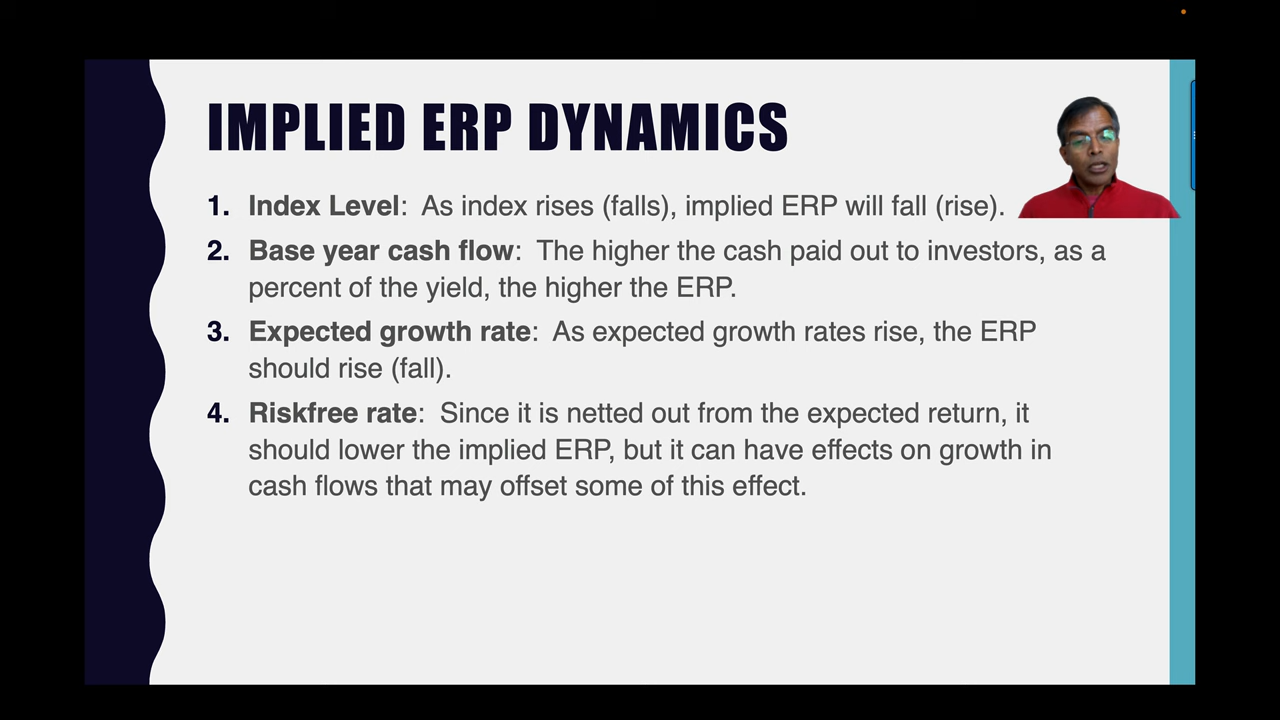 IMPLIED ERP DYNAMICS
1. Index Level: As index rises (falls), implied ERP will fall (rise).
2. Base year cash flow: The higher the cash paid out to investors, as a
percent of the yield, the higher the ERP.
3. Expected growth rate: As expected growth rates rise, the ERP
should rise (fall).
4. Riskfree rate: Since it is netted out from the expected return, it
should lower the implied ERP, but it can have effects on growth in
cash flows that may offset some of this effect.